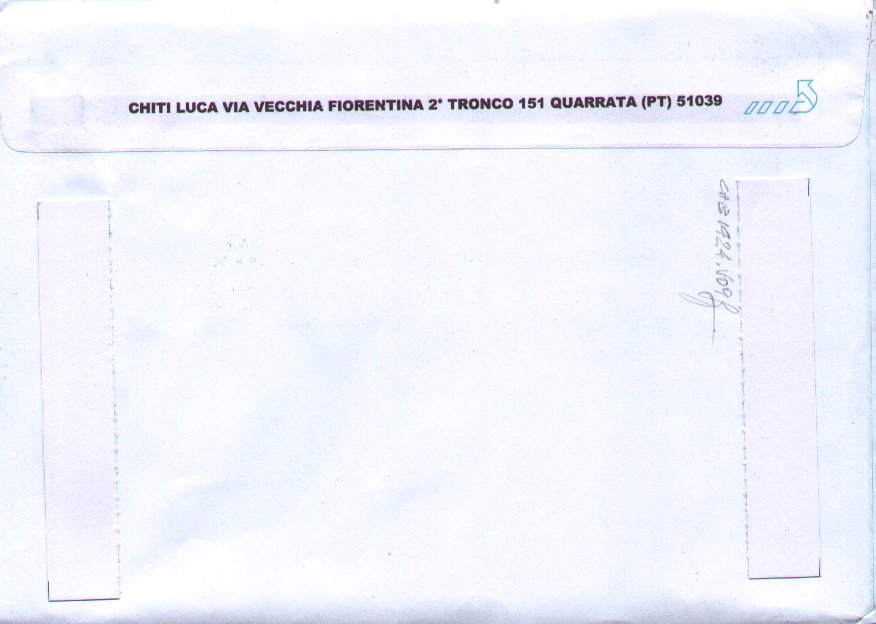 CHITI LUCA VIA VECCHIA FIORENTINA 2° TRONCO 151 QUARRATA (PT) 51039